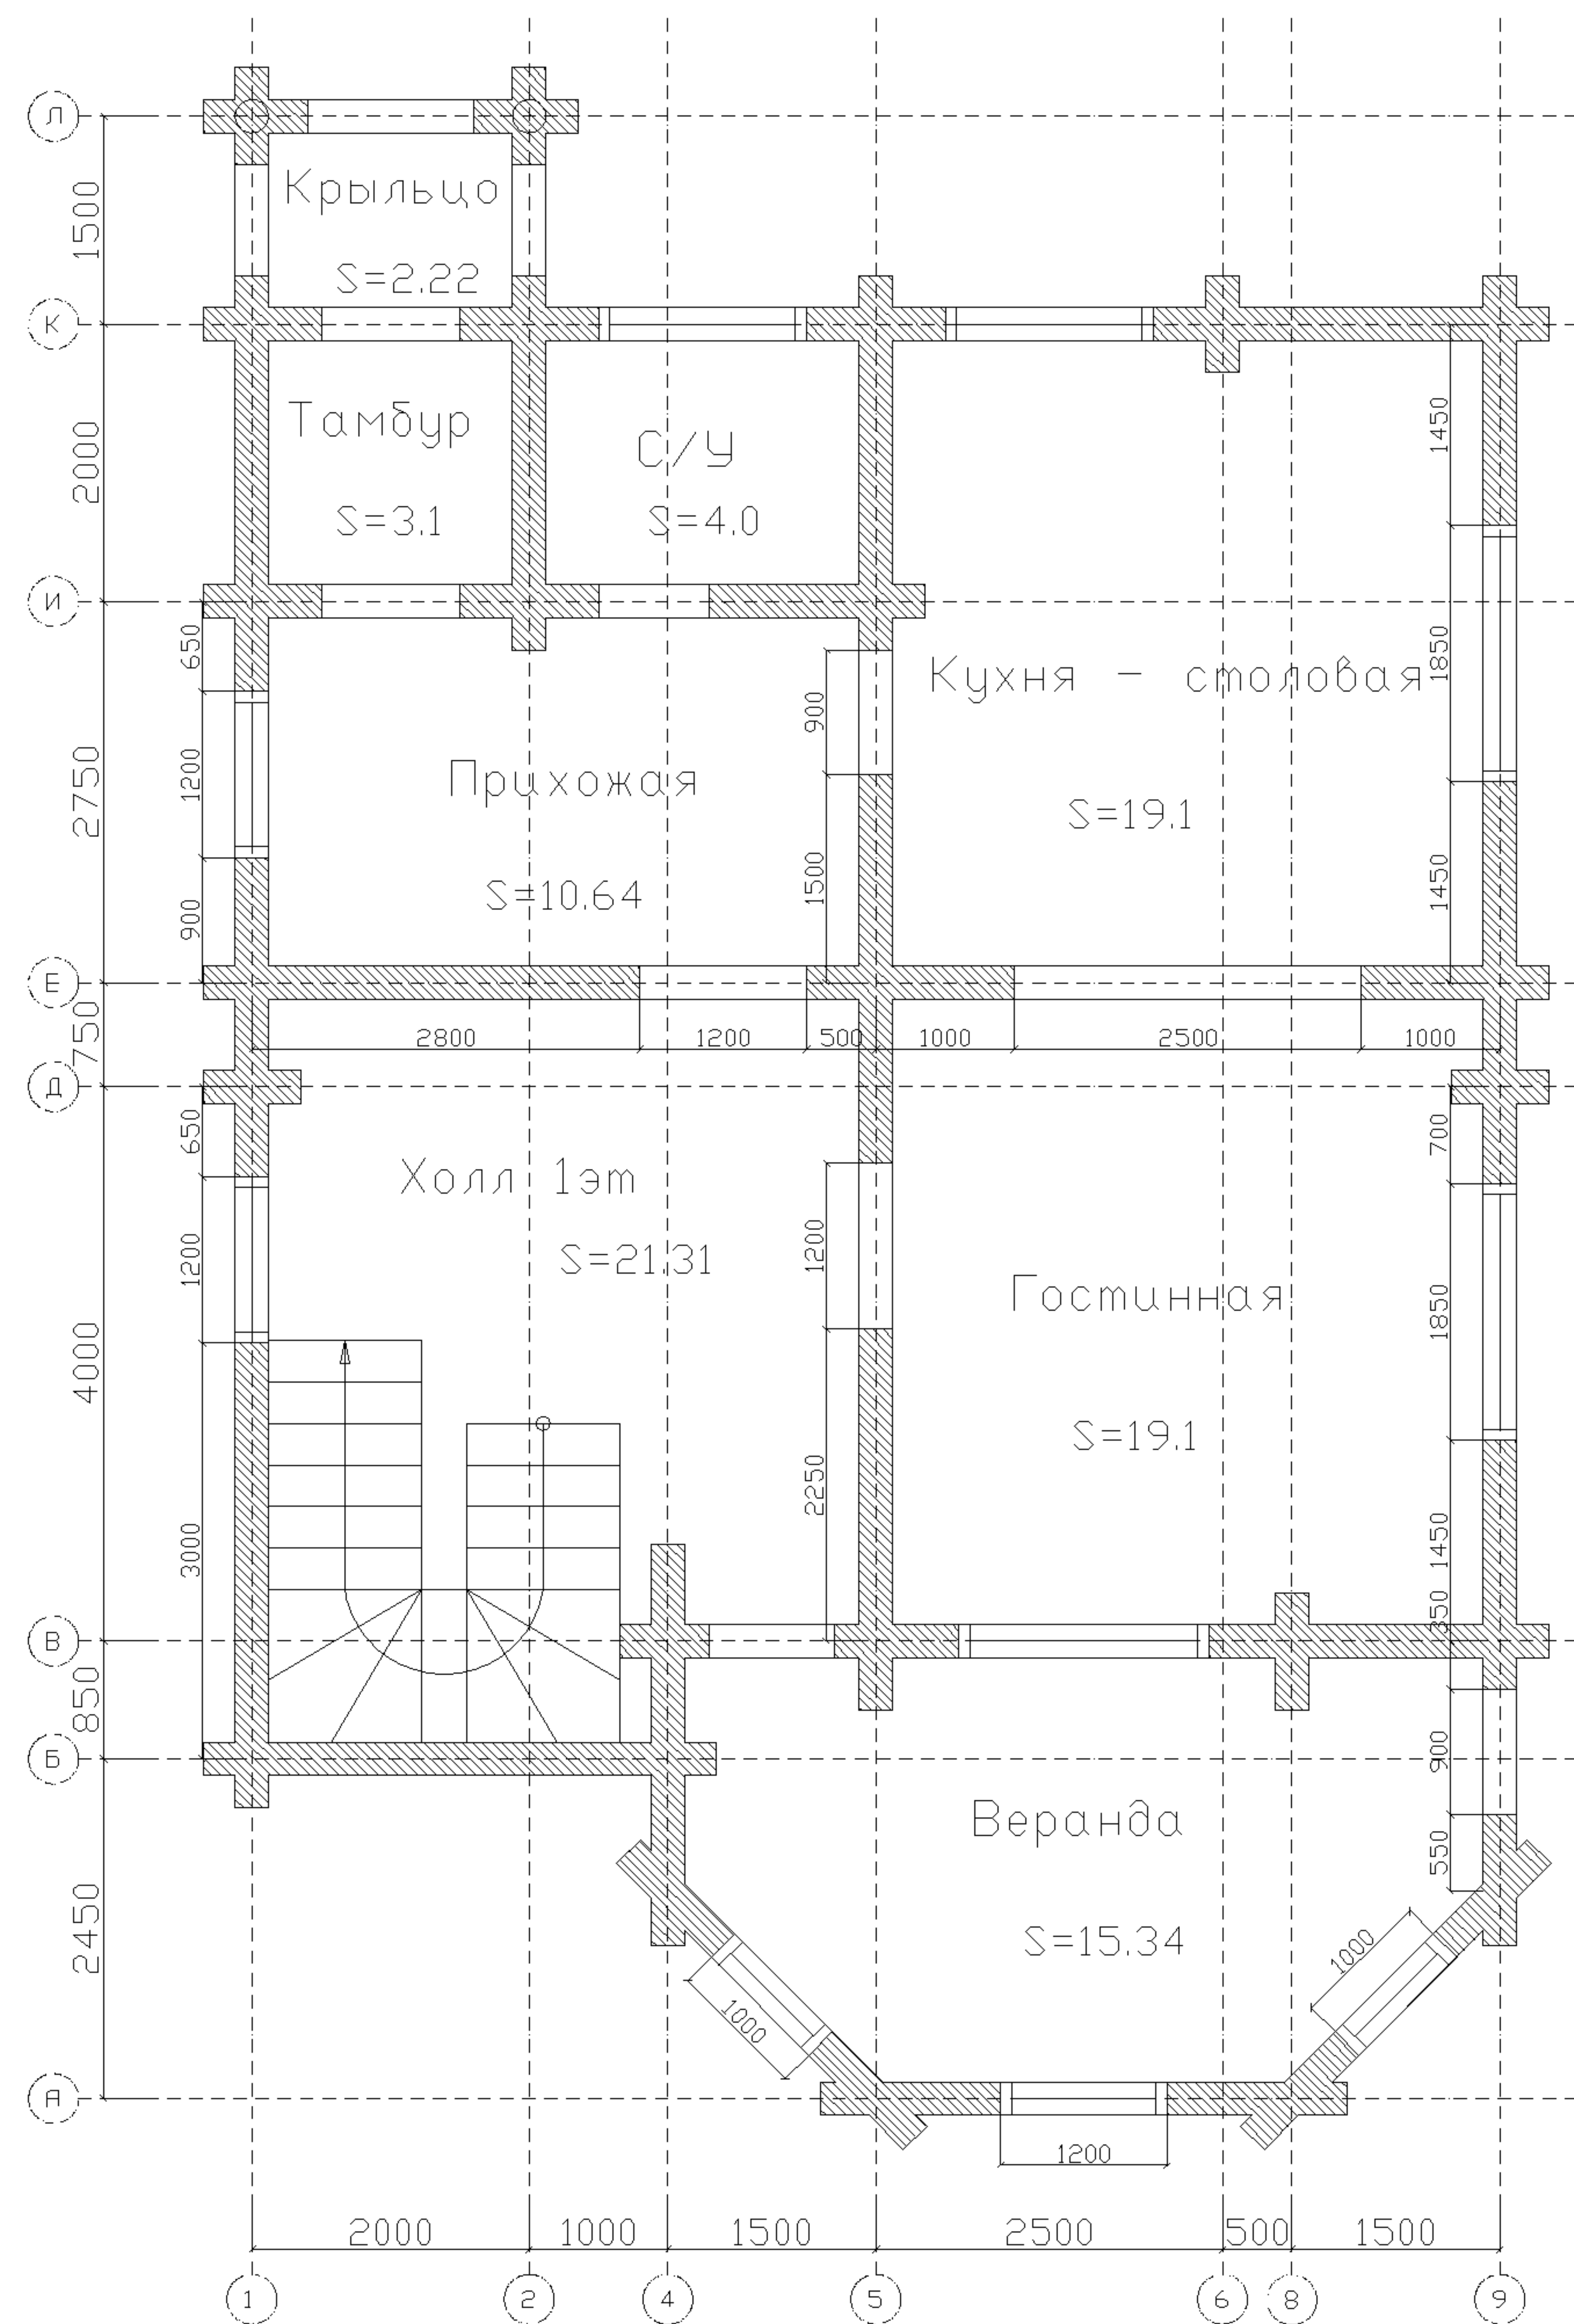 Л
1500
Крыльцо
S=2.22
К
2000
Тамбур
S=3.1
С/У
S=4.0
1450
И
650
900
Кухня - столовая
1850
2750
1200
Прихожая
S=19.1
900
S=10.64
1500
1450
Е
750
2800
1200
500
1000
2500
1000
Д
650
700
Холл 1эт
S=21.31
1200
1200
Гостинная
1850
4000
S=19.1
2250
3000
1450
350
В
850
Б
900
Веранда
550
2450
S=15.34
1000
1000
А
1200
2000
1000
1500
2500
500
1500
1
2
4
5
6
8
9